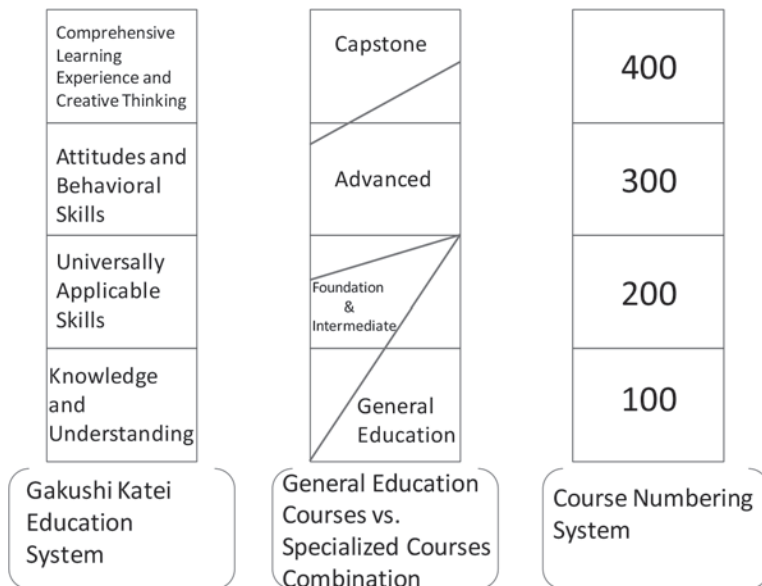 Comprehensive
Learning
Experience and
Creative Thinking
Attitudes and
Behavioral
Skills
Universally
Applicable
Skills
Knowledge
and
Understanding
Gakushi Katei
Education
System
Capstone
Advanced
Foundation
&
Intermediate
General
Education
General Education
Courses vs.
Specialized Courses
Combination
400
300
200
100
Course Numbering
System